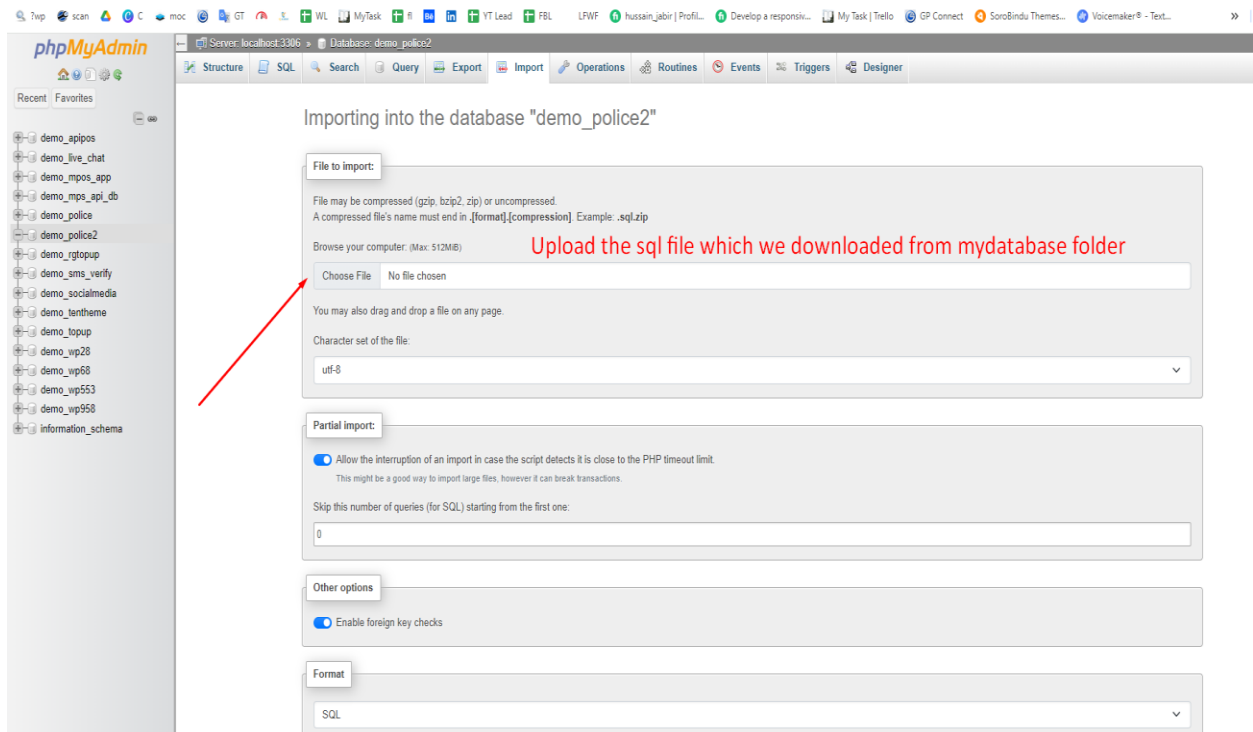 ?wp scan C moc GT WL MyTask fl YT Lead FBL LFWF hussain_jabir | Profil... Develop a responsiv... My Task | Trello GP Connect SoroBindu Themes... Voicemaker® - Text... »
phpMyAdmin
Server: localhost:3306 » Database: demo_police2
Structure SQL Search Query Export Import Operations Routines Events Triggers Designer
Recent Favorites
demo_apipos
demo_live_chat
demo_mpos_app
demo_mps_api_db
demo_police
demo_police2
demo_rgtopup
demo_sms_verify
demo_socialmedia
demo_tentheme
demo_topup
demo_wp28
demo_wp68
demo_wp553
demo_wp958
information_schema
Importing into the database "demo_police2"
File to import:
File may be compressed (gzip, bzip2, zip) or uncompressed.
A compressed file's name must end in .[format].[compression]. Example: .sql.zip
Browse your computer: (Max: 512MiB)
Upload the sql file which we downloaded from mydatabase folder
Choose File No file chosen
You may also drag and drop a file on any page.
Character set of the file:
utf-8
Partial import:
Allow the interruption of an import in case the script detects it is close to the PHP timeout limit.
This might be a good way to import large files, however it can break transactions.
Skip this number of queries (for SQL) starting from the first one:
0
Other options
Enable foreign key checks
Format
SQL